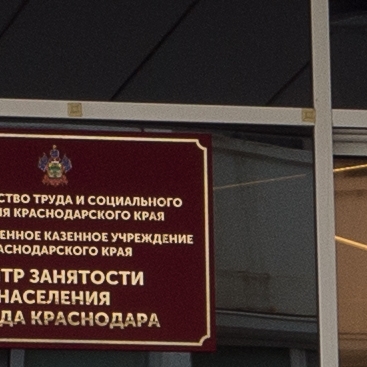 СТВО ТРУДА И СОЦИАЛЬНОГО
ИЯ КРАСНОДАРСКОГО КРАЯ
ЕННОЕ КАЗЕННОЕ УЧРЕЖДЕНИЕ
АСНОДАРСКОГО КРАЯ
ТР ЗАНЯТОСТИ
НАСЕЛЕНИЯ
ДА КРАСНОДАРА